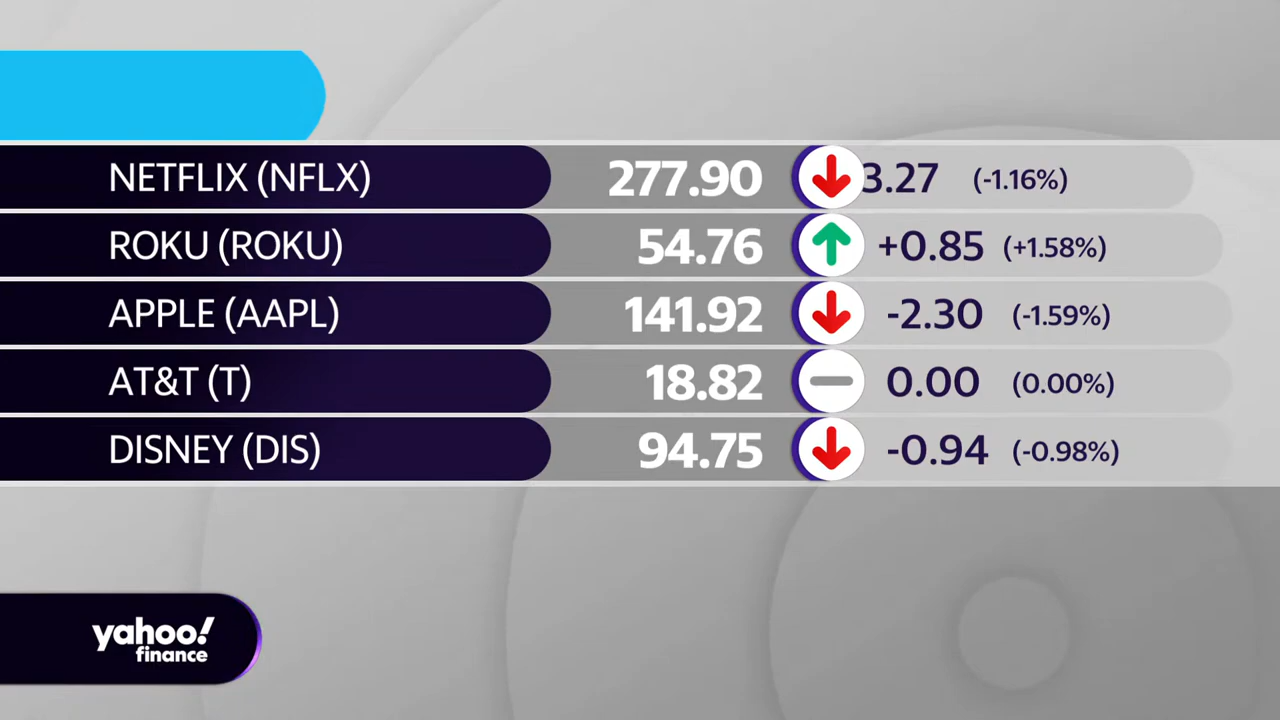 NETFLIX (NFLX) 277.90 3.27 (-1.16%)
ROKU (ROKU) 54.76 +0.85 (+1.58%)
APPLE (AAPL) 141.92 -2.30 (-1.59%)
AT&T (T) 18.82 0.00 (0.00%)
DISNEY (DIS) 94.75 -0.94 (-0.98%)
yahoo!
finance